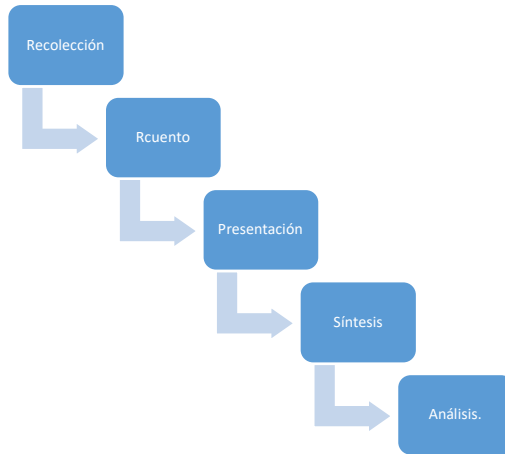 Recolección
Rcuento
Presentación
Síntesis
Análisis.